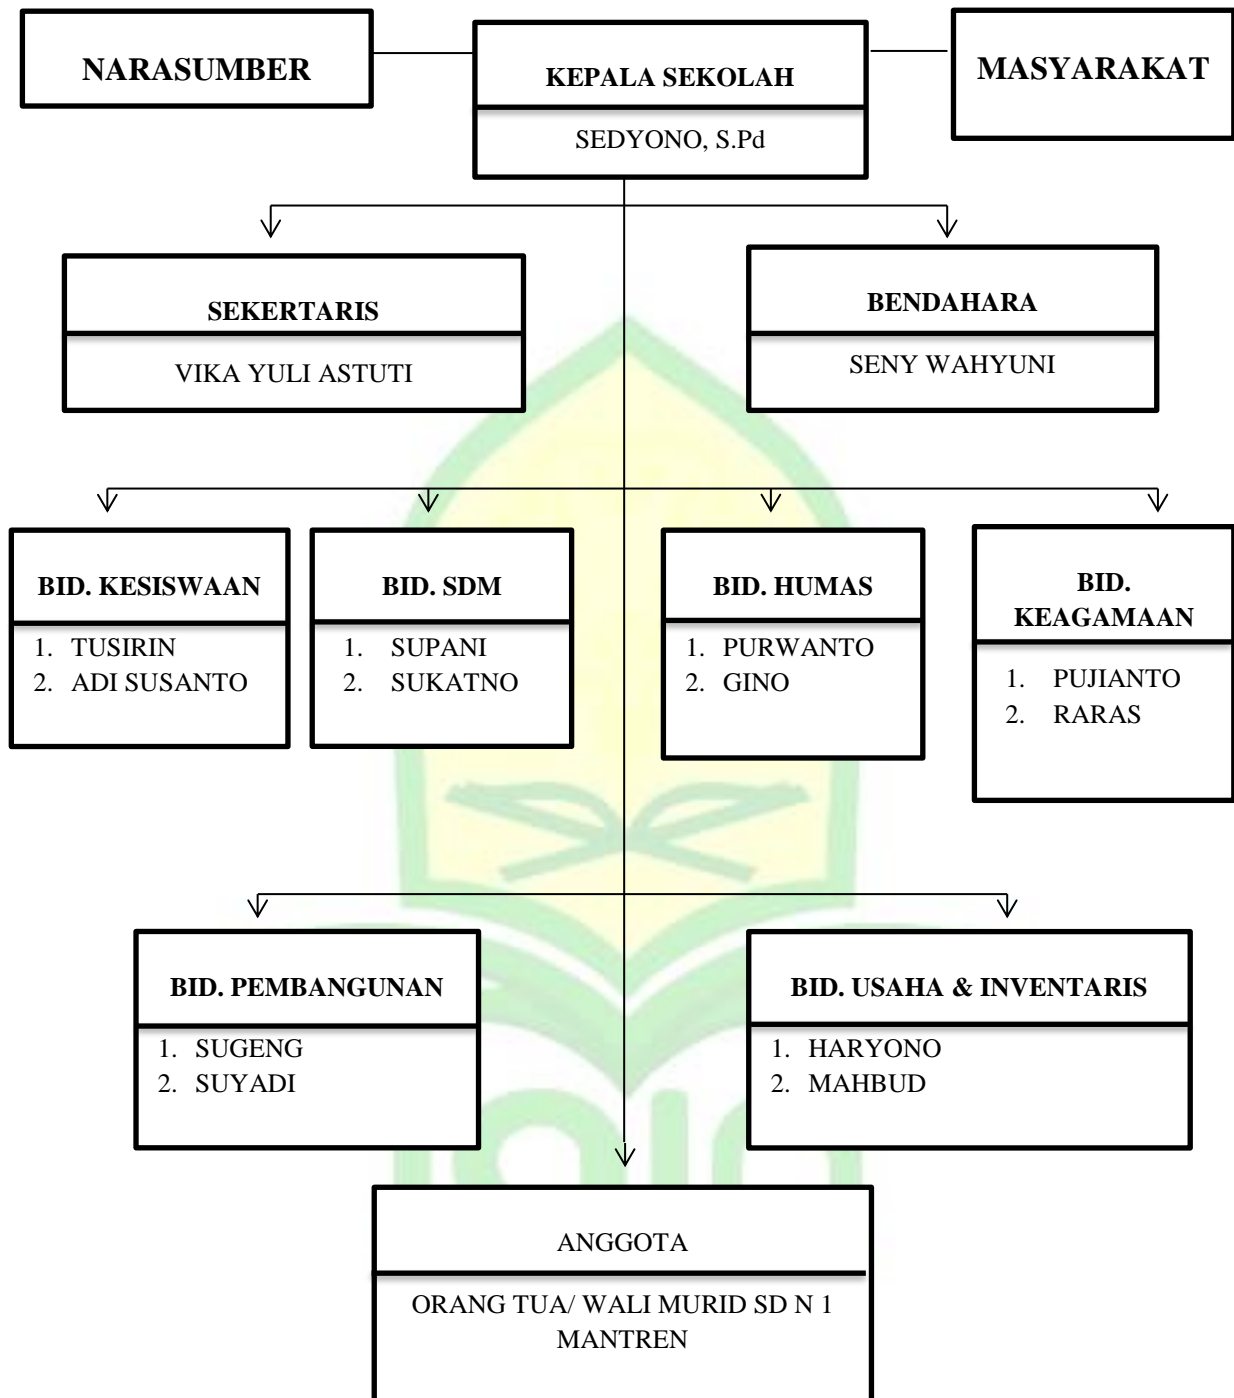 NARASUMBER
KEPALA SEKOLAH
SEDYONO, S.Pd
MASYARAKAT
SEKERTARIS
VIKA YULI ASTUTI
BENDAHARA
SENY WAHYUNI
BID. KESISWAAN
1. TUSIRIN
2. ADI SUSANTO
BID. SDM
1. SUPANI
2. SUKATNO
BID. HUMAS
1. PURWANTO
2. GINO
BID.
KEAGAMAAN
1. PUJIANTO
2. RARAS
BID. PEMBANGUNAN
1. SUGENG
2. SUYADI
BID. USAHA & INVENTARIS
1. HARYONO
2. MAHBUD
ANGGOTA
ORANG TUA/ WALI MURID SD N 1
MANTREN